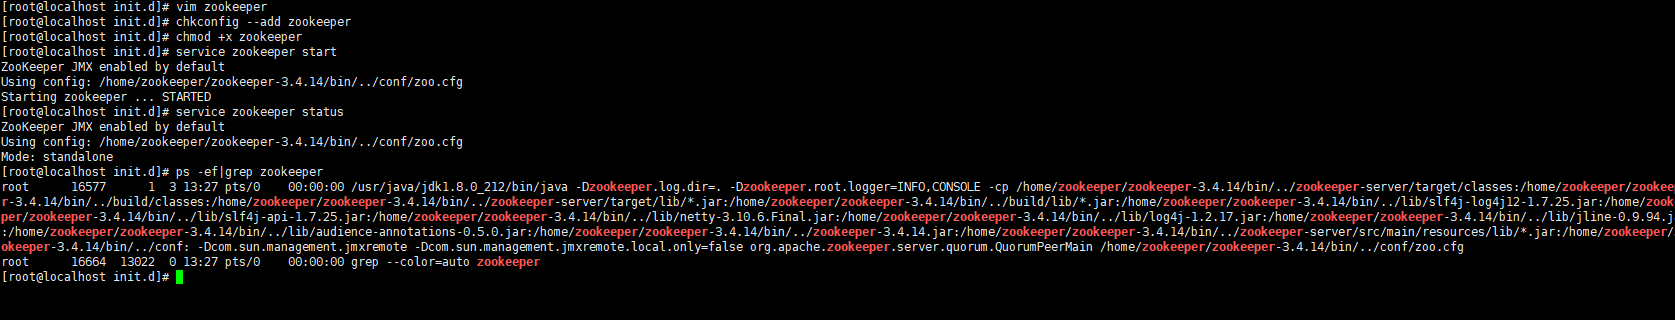 [root@localhost init.d]# vim zookeeper
[root@localhost init.d]# chkconfig --add zookeeper
[root@localhost init.d]# chmod +x zookeeper
[root@localhost init.d]# service zookeeper start
ZooKeeper JMX enabled by default
Using config: /home/zookeeper/zookeeper-3.4.14/bin/../conf/zoo.cfg
Starting zookeeper ... STARTED
[root@localhost init.d]# service zookeeper status
ZooKeeper JMX enabled by default
Using config: /home/zookeeper/zookeeper-3.4.14/bin/../conf/zoo.cfg
Mode: standalone
[root@localhost init.d]# ps -ef|grep zookeeper
root      16577      1  3 13:27 pts/0    00:00:00 /usr/java/jdk1.8.0_212/bin/java -Dzookeeper.log.dir=. -Dzookeeper.root.logger=INFO,CONSOLE -cp /home/zookeeper/zookeeper-3.4.14/bin/../zookeeper-server/target/classes:/home/zookeeper/zookee
r-3.4.14/bin/../build/classes:/home/zookeeper/zookeeper-3.4.14/bin/../zookeeper-server/target/lib/*.jar:/home/zookeeper/zookeeper-3.4.14/bin/../build/lib/*.jar:/home/zookeeper/zookeeper-3.4.14/bin/../lib/slf4j-log4j12-1.7.25.jar:/home/zooke
per/zookeeper-3.4.14/bin/../lib/slf4j-api-1.7.25.jar:/home/zookeeper/zookeeper-3.4.14/bin/../lib/netty-3.10.6.Final.jar:/home/zookeeper/zookeeper-3.4.14/bin/../lib/log4j-1.2.17.jar:/home/zookeeper/zookeeper-3.4.14/bin/../lib/jline-0.9.94.j
:/home/zookeeper/zookeeper-3.4.14/bin/../lib/audience-annotations-0.5.0.jar:/home/zookeeper/zookeeper-3.4.14/bin/../zookeeper-3.4.14.jar:/home/zookeeper/zookeeper-3.4.14/bin/../zookeeper-server/src/main/resources/lib/*.jar:/home/zookeeper/
okeeper-3.4.14/bin/../conf: -Dcom.sun.management.jmxremote -Dcom.sun.management.jmxremote.local.only=false org.apache.zookeeper.server.quorum.QuorumPeerMain /home/zookeeper/zookeeper-3.4.14/bin/../conf/zoo.cfg
root      16664  13022  0 13:27 pts/0    00:00:00 grep --color=auto zookeeper
[root@localhost init.d]#